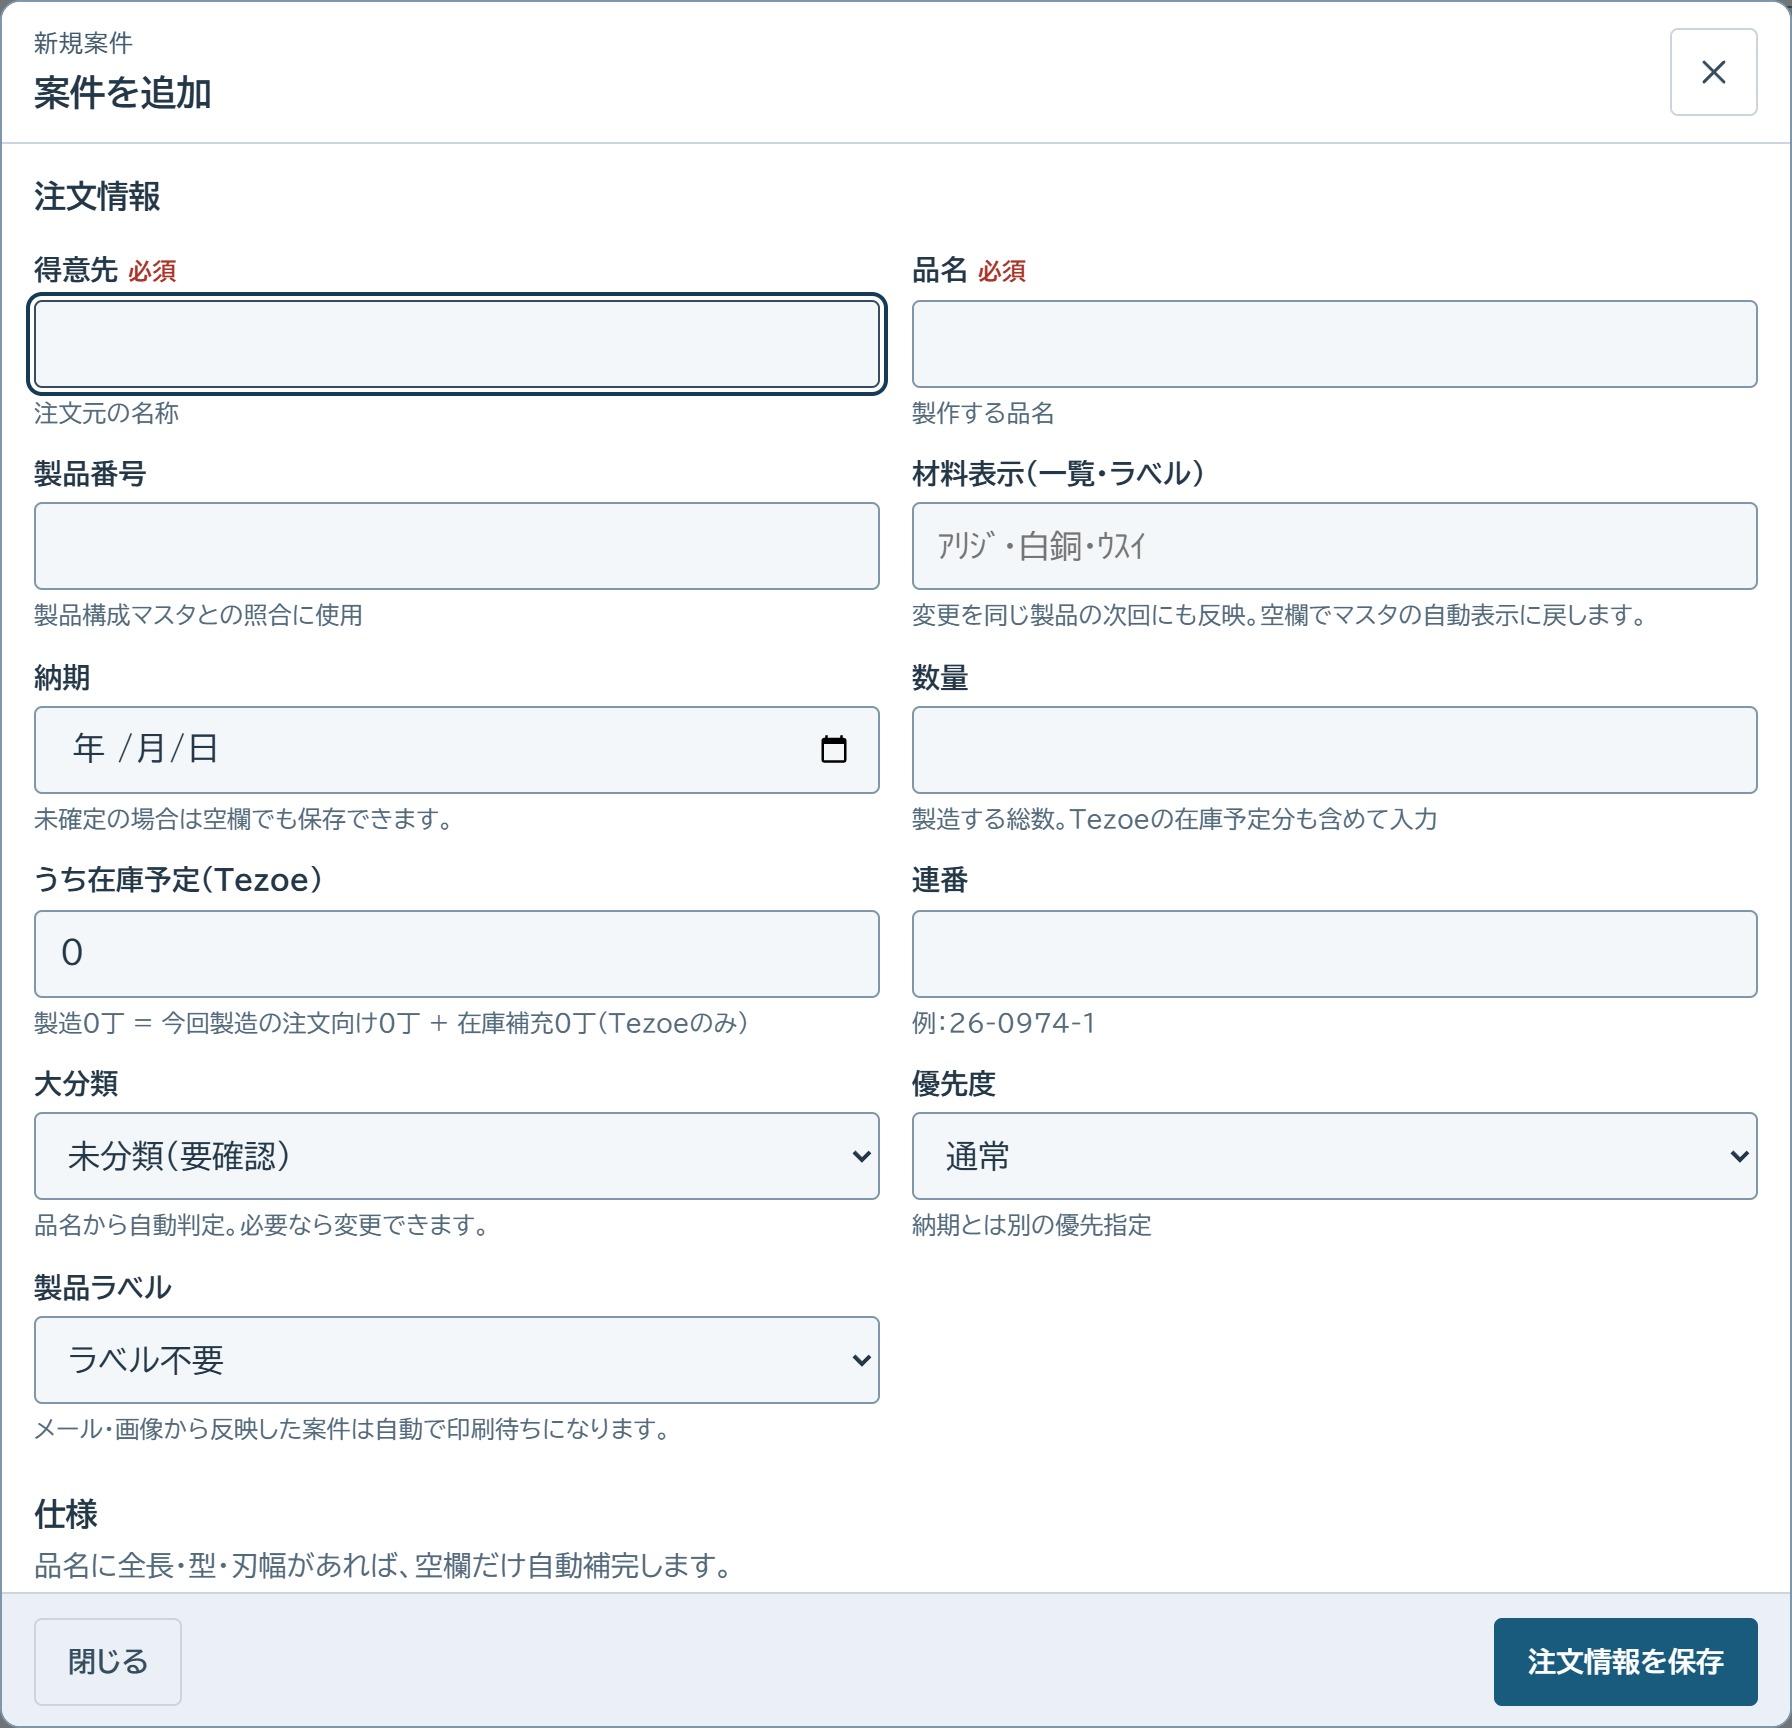 新規案件
案件を追加
注文情報
得意先 必須
注文元の名称
品名 必須
製作する品名
製品番号
製品構成マスタとの照合に使用
材料表示(一覧・ラベル)
ｱﾘｼﾞ・白銅・ｳｽｲ
変更を同じ製品の次回にも反映。空欄でマスタの自動表示に戻します。
納期
年 /月/日
未確定の場合は空欄でも保存できます。
数量
製造する総数。Tezoeの在庫予定分も含めて入力
うち在庫予定(Tezoe)
0
製造0丁 = 今回製造の注文向け0丁 + 在庫補充0丁(Tezoeのみ)
連番
例:26-0974-1
大分類
未分類(要確認)
品名から自動判定。必要なら変更できます。
優先度
通常
納期とは別の優先指定
製品ラベル
ラベル不要
メール・画像から反映した案件は自動で印刷待ちになります。
仕様
品名に全長・型・刃幅があれば、空欄だけ自動補完します。
閉じる
注文情報を保存